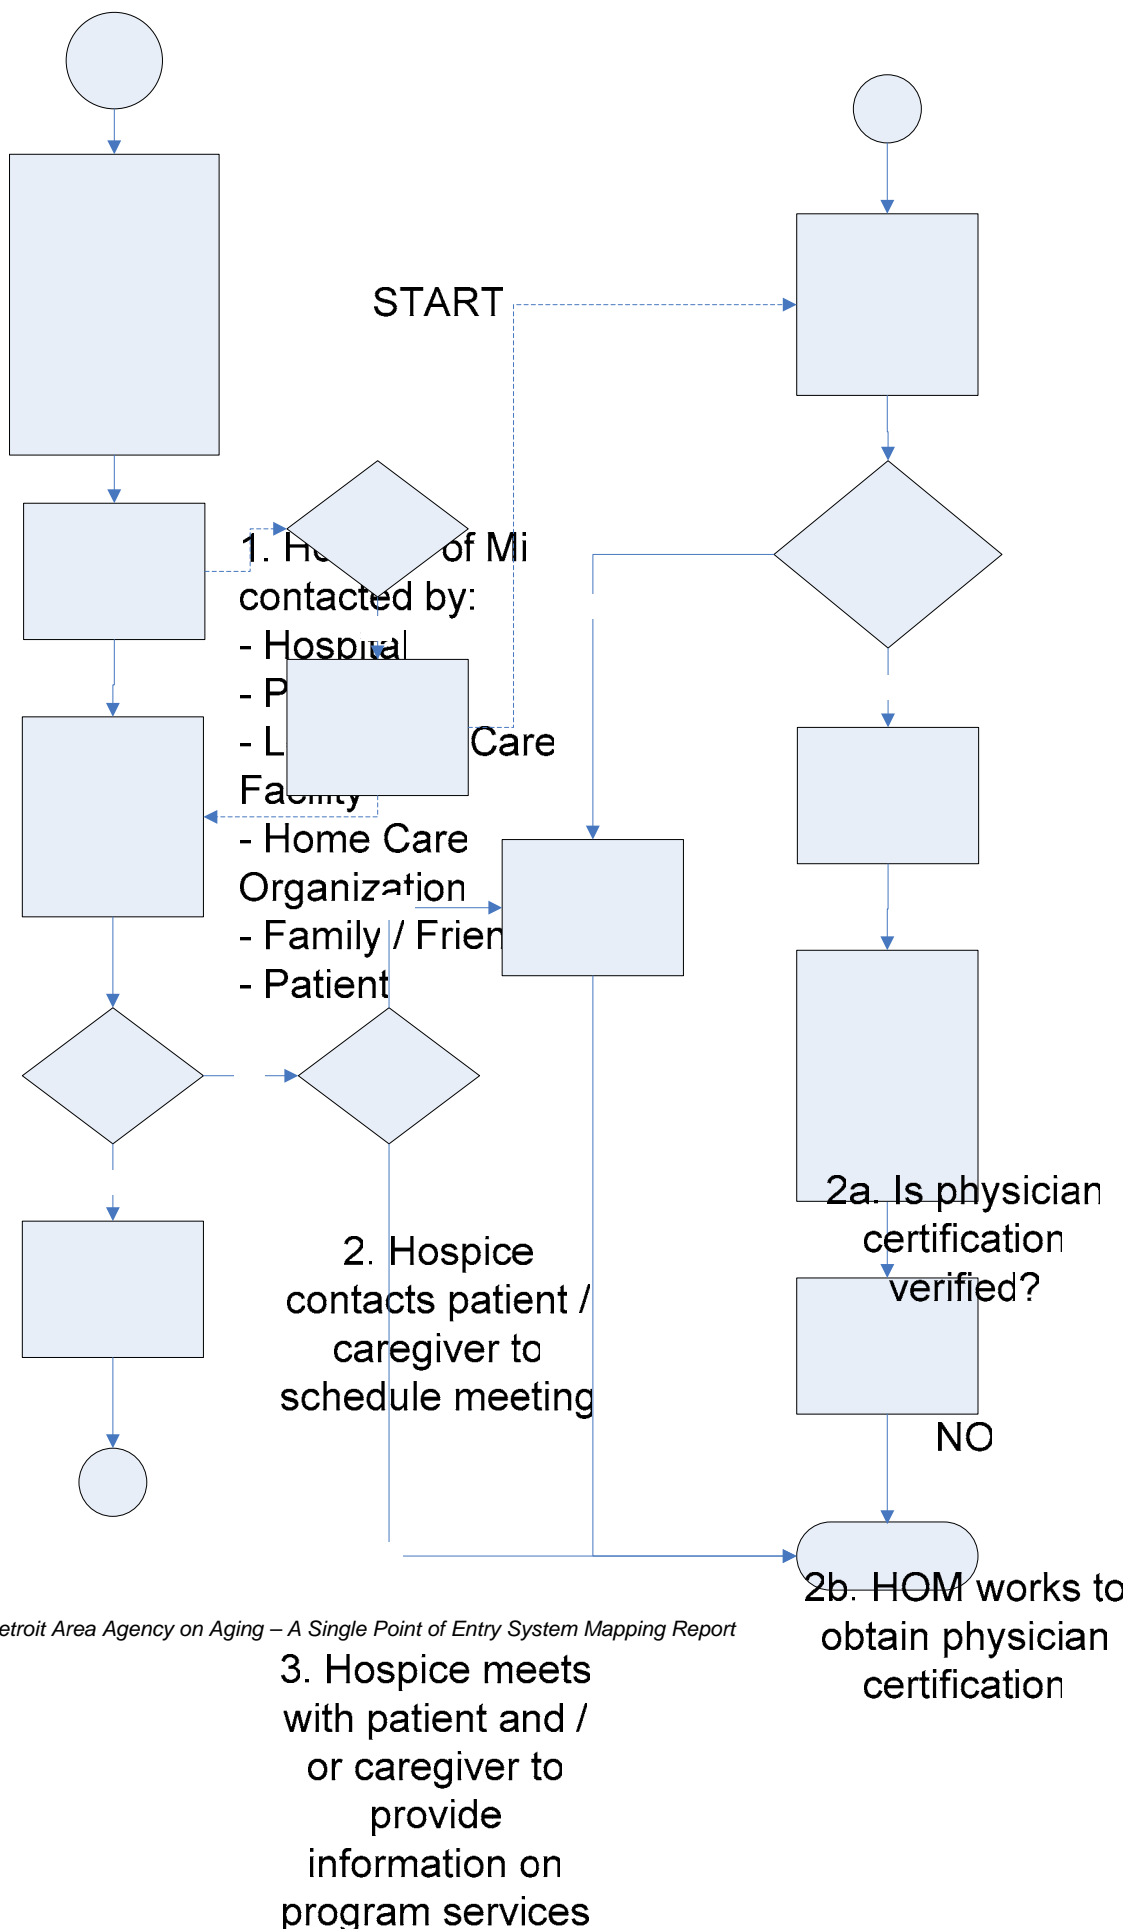 START
1. H of Mi
contacted by:
- Hospital
- P
- L Care
Facility
- Home Care
Organization
- Family / Frien
- Patient
2a. Is physician
certification
verified?
2. Hospice
contacts patient /
caregiver to
schedule meeting
NO
2b. HOM works to
obtain physician
certification
etroit Area Agency on Aging – A Single Point of Entry System Mapping Report
3. Hospice meets
with patient and /
or caregiver to
provide
information on
program services